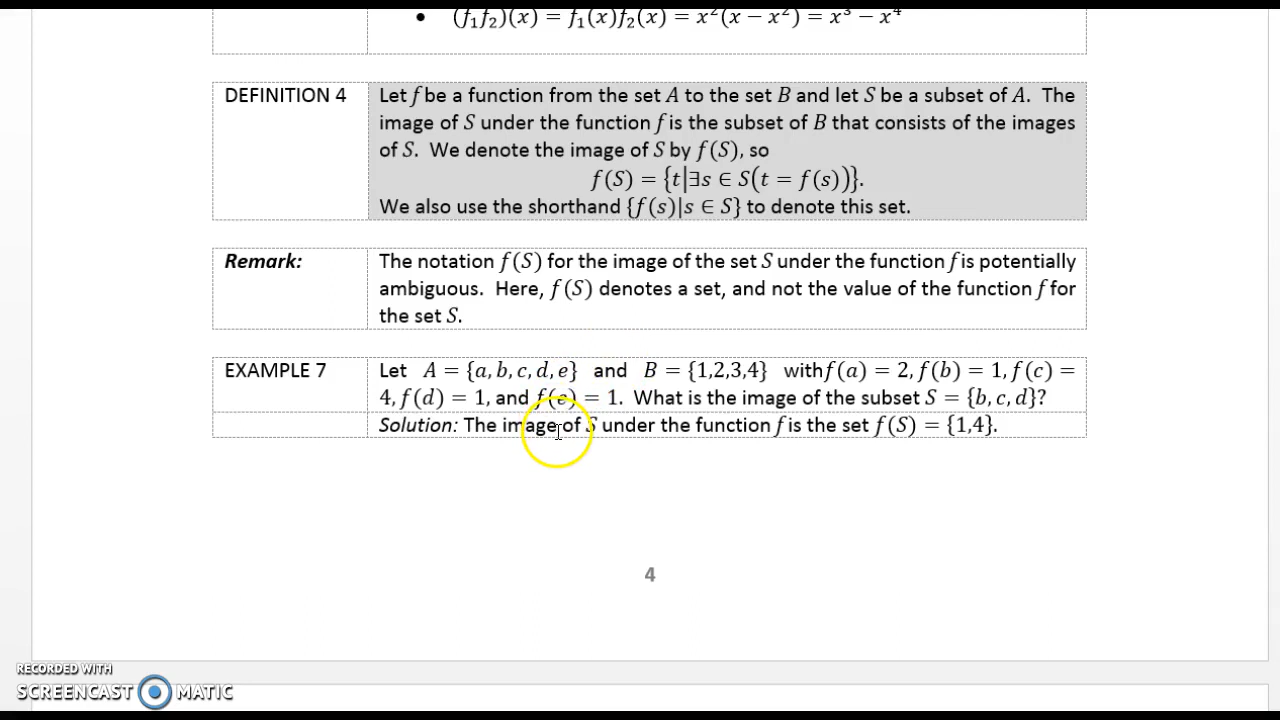 • (f₁f₂)(x) = f₁(x)f₂(x) = x²(x − x²) = x³ − x⁴
DEFINITION 4
Let f be a function from the set A to the set B and let S be a subset of A. The
image of S under the function f is the subset of B that consists of the images
of S. We denote the image of S by f(S), so
f(S) = {t|∃s ∈ S(t = f(s))}.
We also use the shorthand {f(s)|s ∈ S} to denote this set.
Remark:
The notation f(S) for the image of the set S under the function f is potentially
ambiguous. Here, f(S) denotes a set, and not the value of the function f for
the set S.
EXAMPLE 7
Let A = {a, b, c, d, e} and B = {1,2,3,4} with f(a) = 2, f(b) = 1, f(c) =
4, f(d) = 1, and f(e) = 1. What is the image of the subset S = {b, c, d}?
Solution: The image of S under the function f is the set f(S) = {1,4}.
4
RECORDED WITH
SCREENCAST MATIC